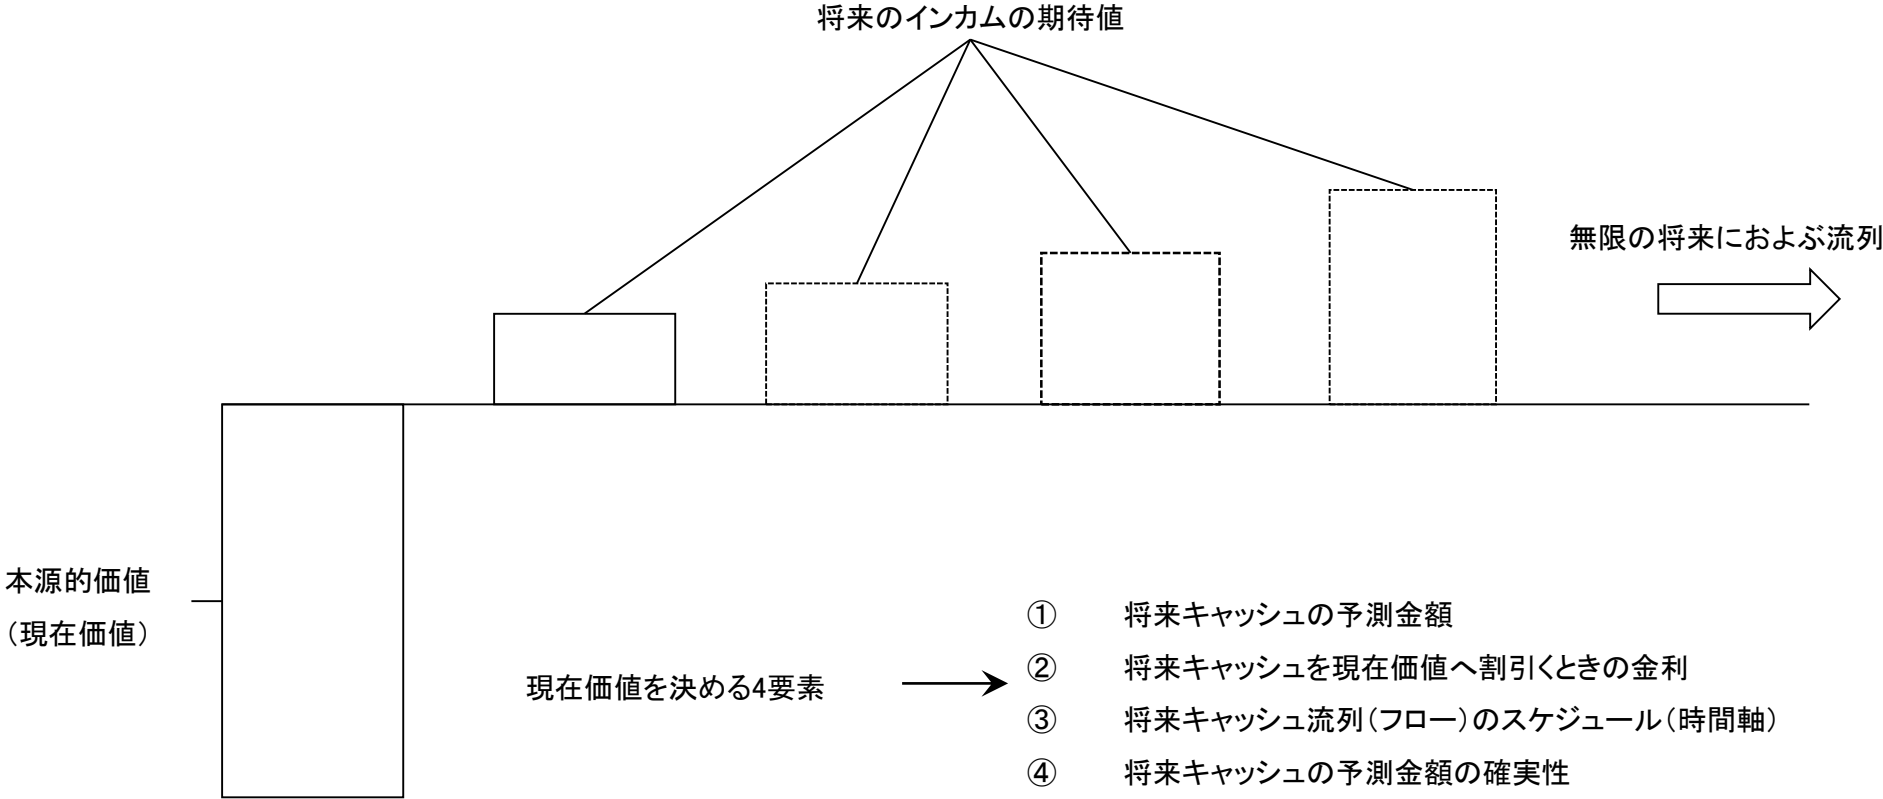 将来のインカムの期待値
無限の将来におよぶ流列
本源的価値
（現在価値）
現在価値を決める4要素
① 将来キャッシュの予測金額
② 将来キャッシュを現在価値へ割引くときの金利
③ 将来キャッシュ流列（フロー）のスケジュール（時間軸）
④ 将来キャッシュの予測金額の確実性